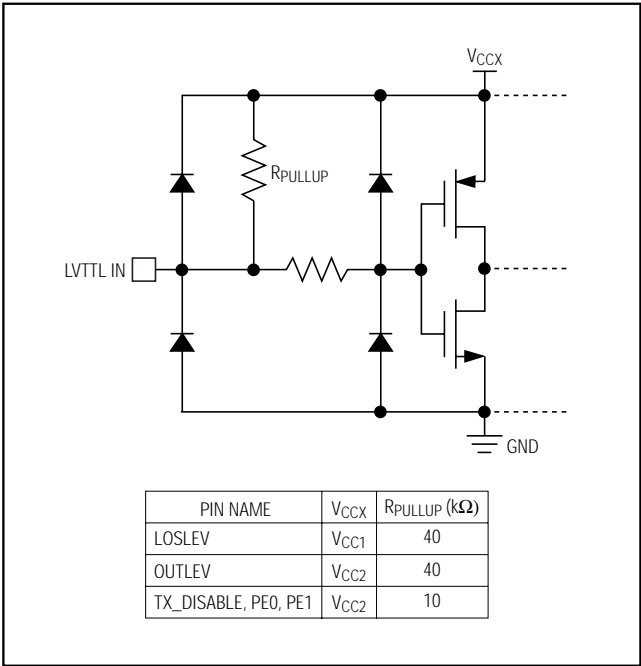 VCCX
RPULLUP
LVTTL IN
GND
PIN NAME VCCX RPULLUP (kΩ)
LOSLEV VCC1 40
OUTLEV VCC2 40
TX_DISABLE, PE0, PE1 VCC2 10